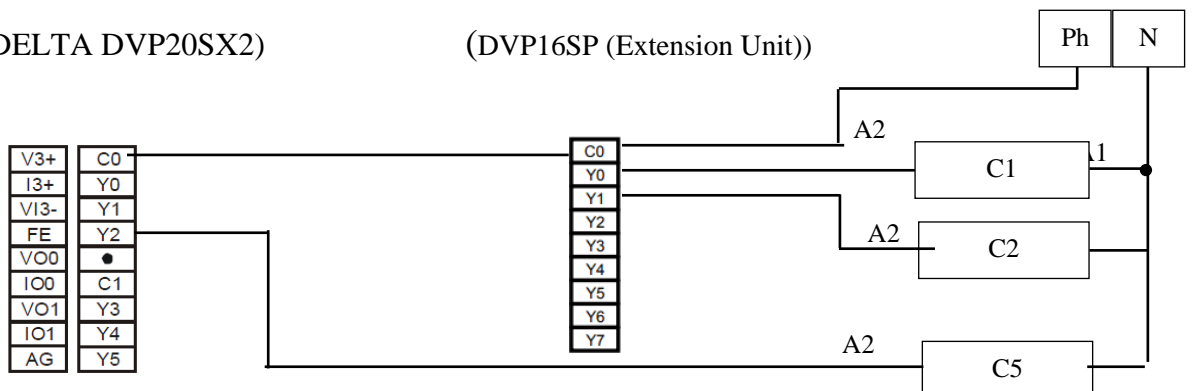 DELTA DVP20SX2)
(DVP16SP (Extension Unit))
Ph N
A2
V3+ C0
I3+ Y0
VI3- Y1
FE Y2
VO0 ●
IO0 C1
VO1 Y3
IO1 Y4
AG Y5
C0
Y0
Y1
Y2
Y3
Y4
Y5
Y6
Y7
C1 A1
A2 C2
A2 C5